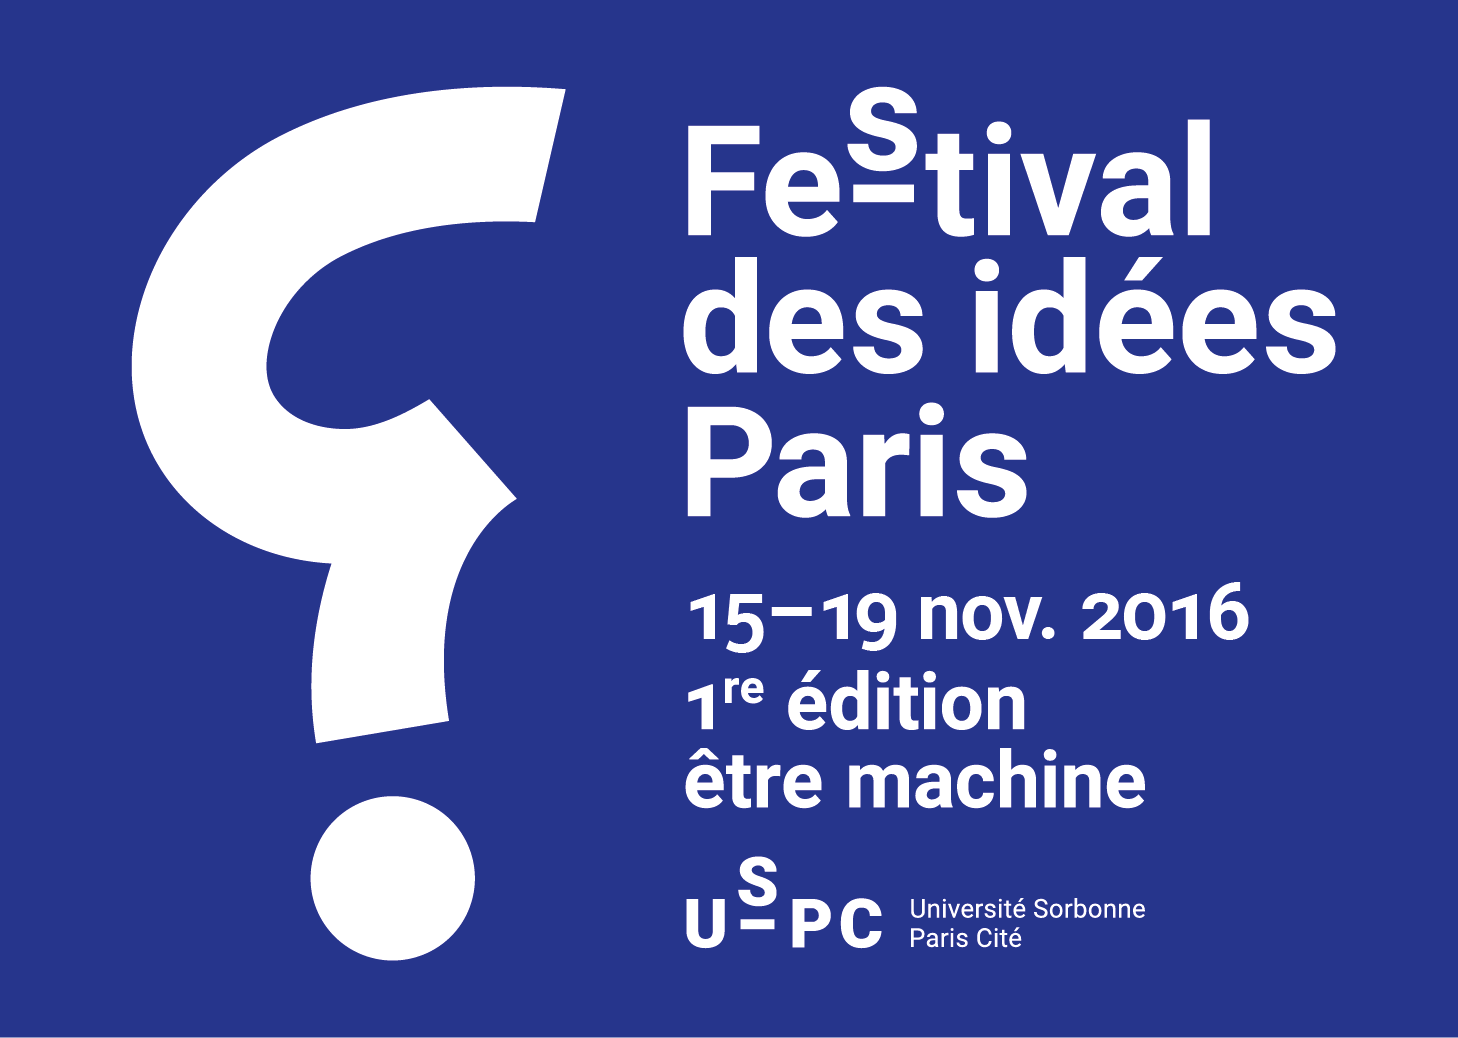 Festival
des idées
Paris
15–19 nov. 2016
1re édition
être machine
USPC
Université Sorbonne
Paris Cité